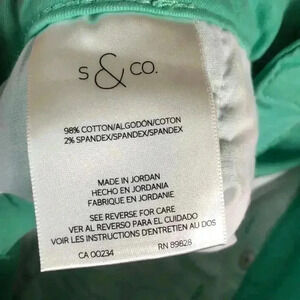 S & CO.
98% COTTON/ALGODÓN/COTON
2% SPANDEX/SPANDEX/SPANDEX
MADE IN JORDAN
HECHO EN JORDANIA
FABRIQUE EN JORDANIE
SEE REVERSE FOR CARE
VER AL REVERSO PARA EL CUIDADO
VOIR LES INSTRUCTIONS D'ENTRETIEN AU DOS
CA 00234 RN 89828